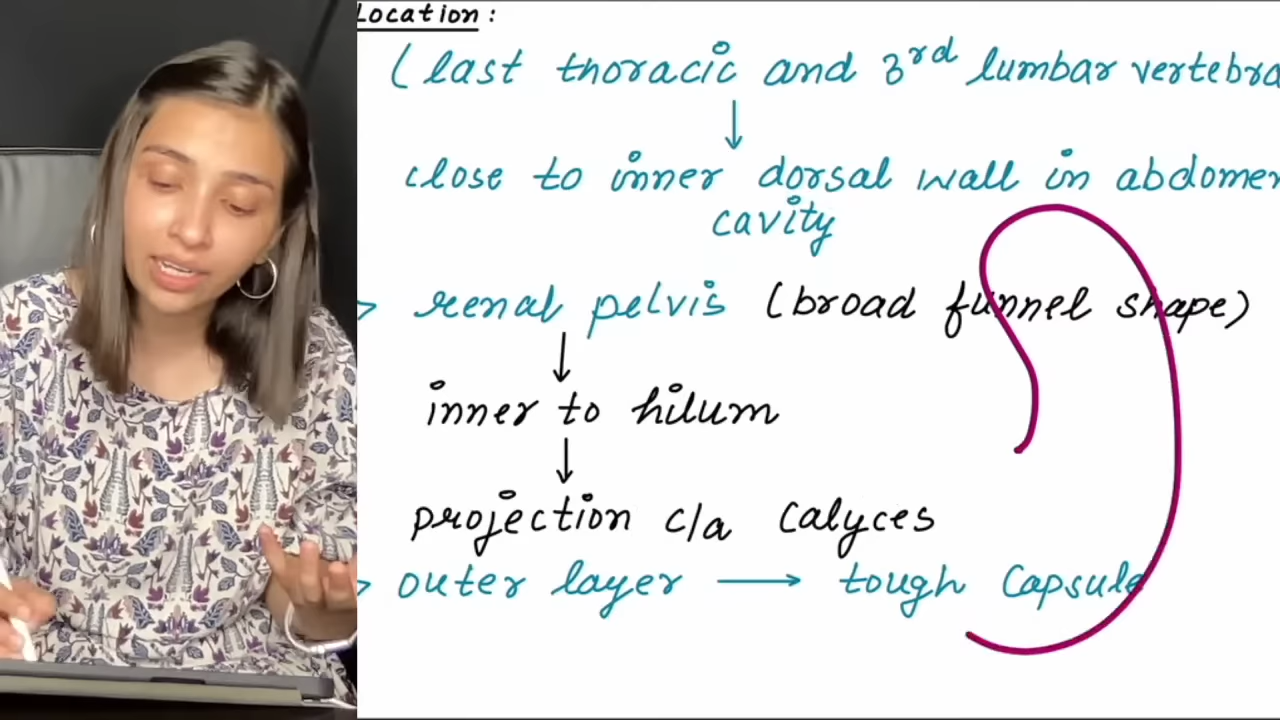 Location :
(last thoracic and 3rd lumbar vertebra
↓
close to inner dorsal wall in abdomen
cavity
> renal pelvis (broad funnel shape)
↓
inner to hilum
↓
projection c/a calyces
> outer layer → tough capsule